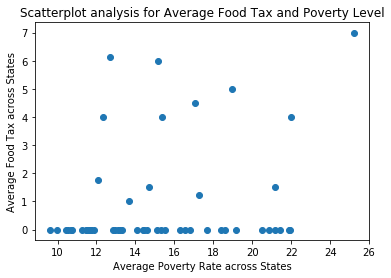 Scatterplot analysis for Average Food Tax and Poverty Level
Average Food Tax across States
7
6
5
4
3
2
1
0
10 12 14 16 18 20 22 24 26
Average Poverty Rate across States